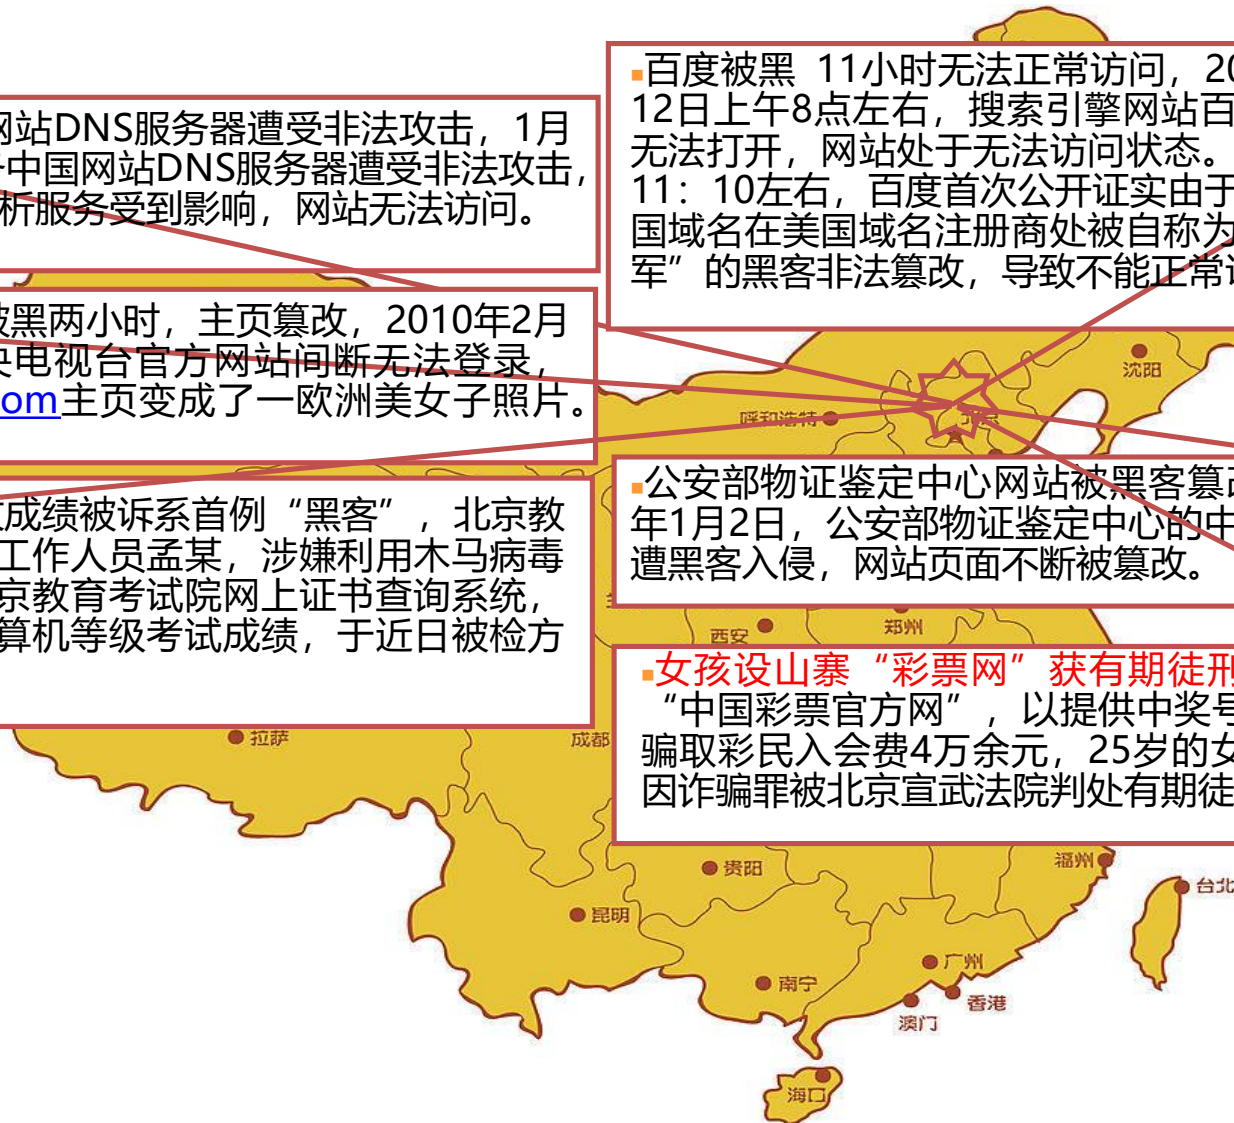 网站DNS服务器遭受非法攻击，1月
中国网站DNS服务器遭受非法攻击，
析服务受到影响，网站无法访问。
被黑两小时，主页篡改，2010年2月
央电视台官方网站间断无法登录，
om主页变成了一欧洲美女子照片。
成绩被诉系首例“黑客”，北京教
工作人员孟某，涉嫌利用木马病毒
京教育考试院网上证书查询系统，
算机等级考试成绩，于近日被检方
▪百度被黑 11小时无法正常访问，20
12日上午8点左右，搜索引擎网站百
无法打开，网站处于无法访问状态。
11：10左右，百度首次公开证实由于
国域名在美国域名注册商处被自称为
军”的黑客非法篡改，导致不能正常
▪公安部物证鉴定中心网站被黑客篡
年1月2日，公安部物证鉴定中心的中
遭黑客入侵，网站页面不断被篡改。
▪女孩设山寨“彩票网”获有期徒刑
“中国彩票官方网”，以提供中奖号
骗取彩民入会费4万余元，25岁的女
因诈骗罪被北京宣武法院判处有期徒
沈阳
呼和浩特
北京
西安
郑州
拉萨
成都
贵阳
福州
台北
昆明
南宁
广州
香港
澳门
海口